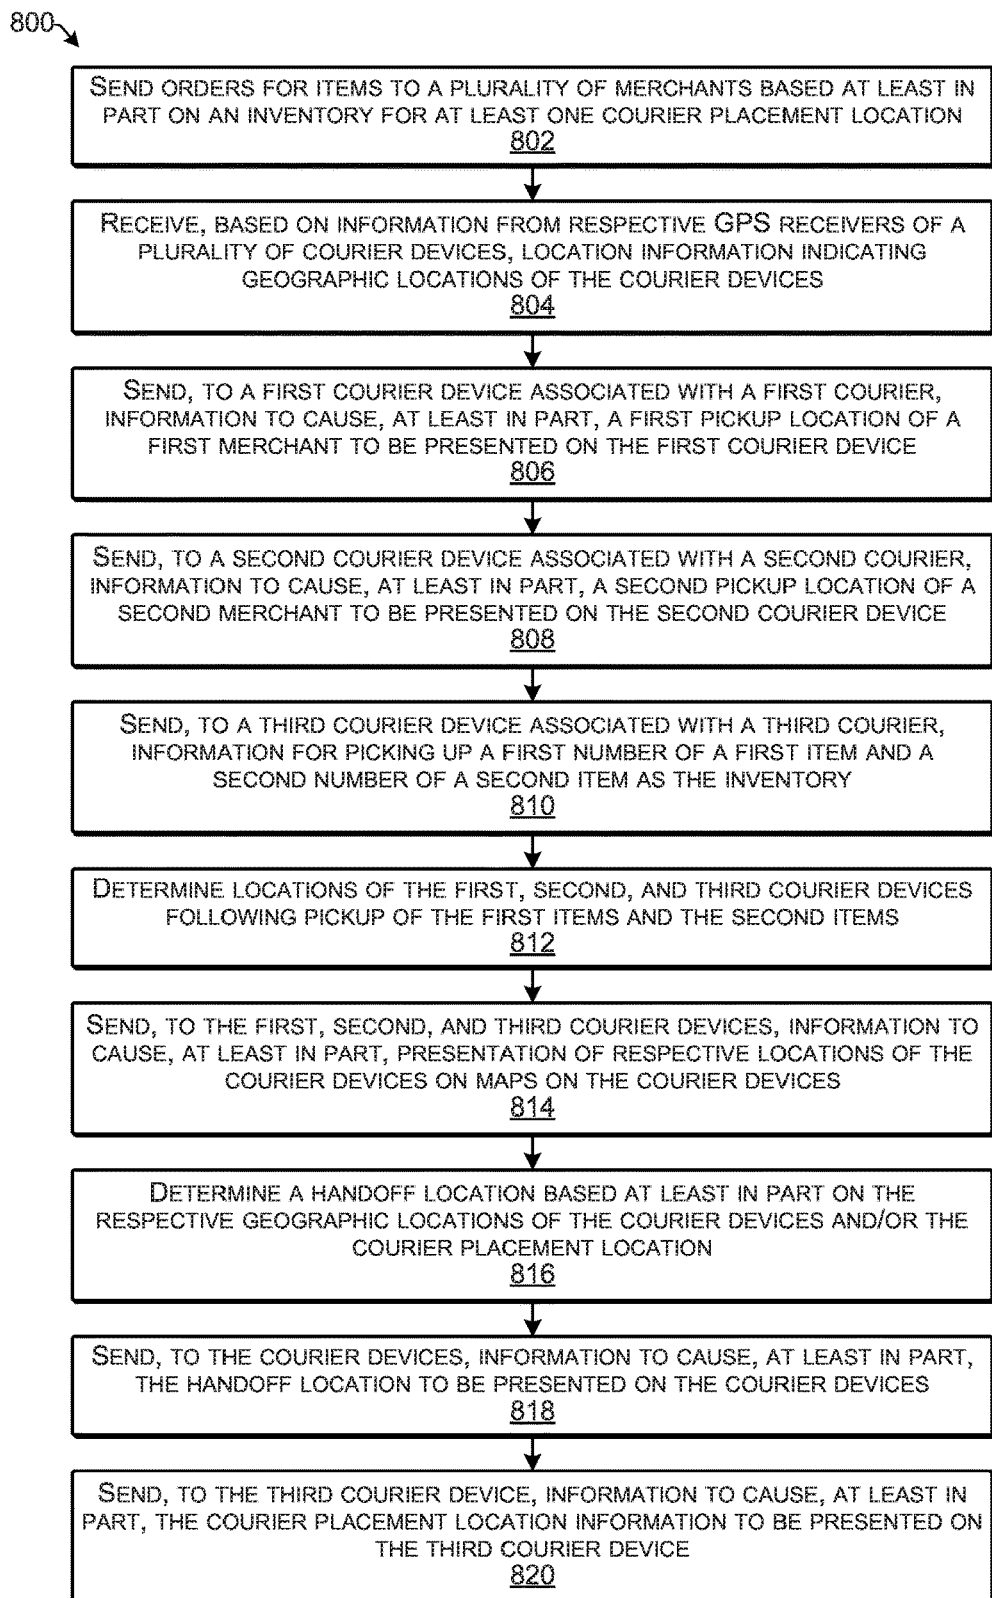 800
SEND ORDERS FOR ITEMS TO A PLURALITY OF MERCHANTS BASED AT LEAST IN
PART ON AN INVENTORY FOR AT LEAST ONE COURIER PLACEMENT LOCATION
802
RECEIVE, BASED ON INFORMATION FROM RESPECTIVE GPS RECEIVERS OF A
PLURALITY OF COURIER DEVICES, LOCATION INFORMATION INDICATING
GEOGRAPHIC LOCATIONS OF THE COURIER DEVICES
804
SEND, TO A FIRST COURIER DEVICE ASSOCIATED WITH A FIRST COURIER,
INFORMATION TO CAUSE, AT LEAST IN PART, A FIRST PICKUP LOCATION OF A
FIRST MERCHANT TO BE PRESENTED ON THE FIRST COURIER DEVICE
806
SEND, TO A SECOND COURIER DEVICE ASSOCIATED WITH A SECOND COURIER,
INFORMATION TO CAUSE, AT LEAST IN PART, A SECOND PICKUP LOCATION OF A
SECOND MERCHANT TO BE PRESENTED ON THE SECOND COURIER DEVICE
808
SEND, TO A THIRD COURIER DEVICE ASSOCIATED WITH A THIRD COURIER,
INFORMATION FOR PICKING UP A FIRST NUMBER OF A FIRST ITEM AND A
SECOND NUMBER OF A SECOND ITEM AS THE INVENTORY
810
DETERMINE LOCATIONS OF THE FIRST, SECOND, AND THIRD COURIER DEVICES
FOLLOWING PICKUP OF THE FIRST ITEMS AND THE SECOND ITEMS
812
SEND, TO THE FIRST, SECOND, AND THIRD COURIER DEVICES, INFORMATION TO
CAUSE, AT LEAST IN PART, PRESENTATION OF RESPECTIVE LOCATIONS OF THE
COURIER DEVICES ON MAPS ON THE COURIER DEVICES
814
DETERMINE A HANDOFF LOCATION BASED AT LEAST IN PART ON THE
RESPECTIVE GEOGRAPHIC LOCATIONS OF THE COURIER DEVICES AND/OR THE
COURIER PLACEMENT LOCATION
816
SEND, TO THE COURIER DEVICES, INFORMATION TO CAUSE, AT LEAST IN PART,
THE HANDOFF LOCATION TO BE PRESENTED ON THE COURIER DEVICES
818
SEND, TO THE THIRD COURIER DEVICE, INFORMATION TO CAUSE, AT LEAST IN
PART, THE COURIER PLACEMENT LOCATION INFORMATION TO BE PRESENTED ON
THE THIRD COURIER DEVICE
820